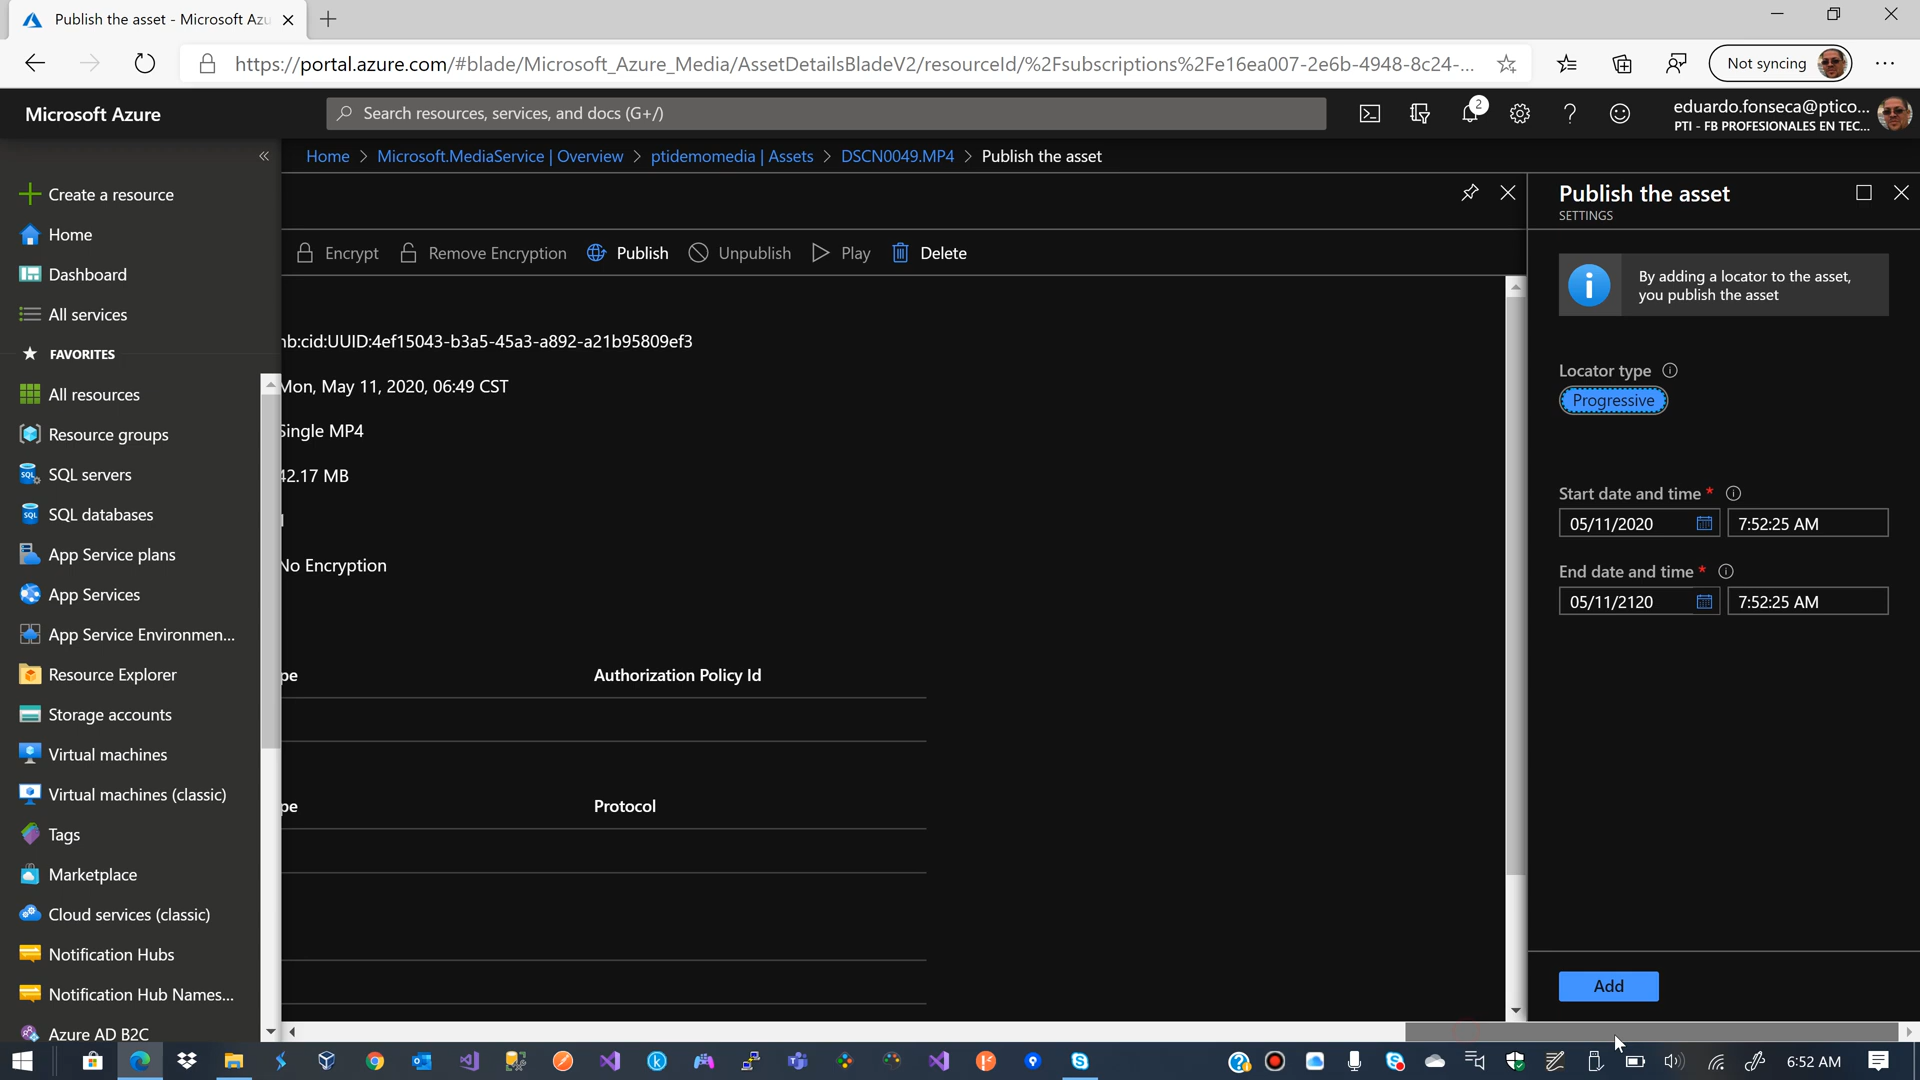 Publish the asset - Microsoft Azu
https://portal.azure.com/#blade/Microsoft_Azure_Media/AssetDetailsBladeV2/resourceId/%2Fsubscriptions%2Fe16ea007-2e6b-4948-8c24-...
Not syncing
Microsoft Azure
Search resources, services, and docs (G+/)
2
eduardo.fonseca@ptico...
PTI - FB PROFESIONALES EN TEC...
Home > Microsoft.MediaService | Overview > ptidemomedia | Assets > DSCN0049.MP4 > Publish the asset
Create a resource
Home
Dashboard
All services
FAVORITES
All resources
Resource groups
SQL servers
SQL databases
App Service plans
App Services
App Service Environmen...
Resource Explorer
Storage accounts
Virtual machines
Virtual machines (classic)
Tags
Marketplace
Cloud services (classic)
Notification Hubs
Notification Hub Names...
Azure AD B2C
Encrypt
Remove Encryption
Publish
Unpublish
Play
Delete
nb:cid:UUID:4ef15043-b3a5-45a3-a892-a21b95809ef3
Mon, May 11, 2020, 06:49 CST
Single MP4
42.17 MB
No Encryption
pe Authorization Policy Id
pe Protocol
Publish the asset
SETTINGS
By adding a locator to the asset,
you publish the asset
Locator type
Progressive
Start date and time *
05/11/2020 7:52:25 AM
End date and time *
05/11/2120 7:52:25 AM
Add
6:52 AM